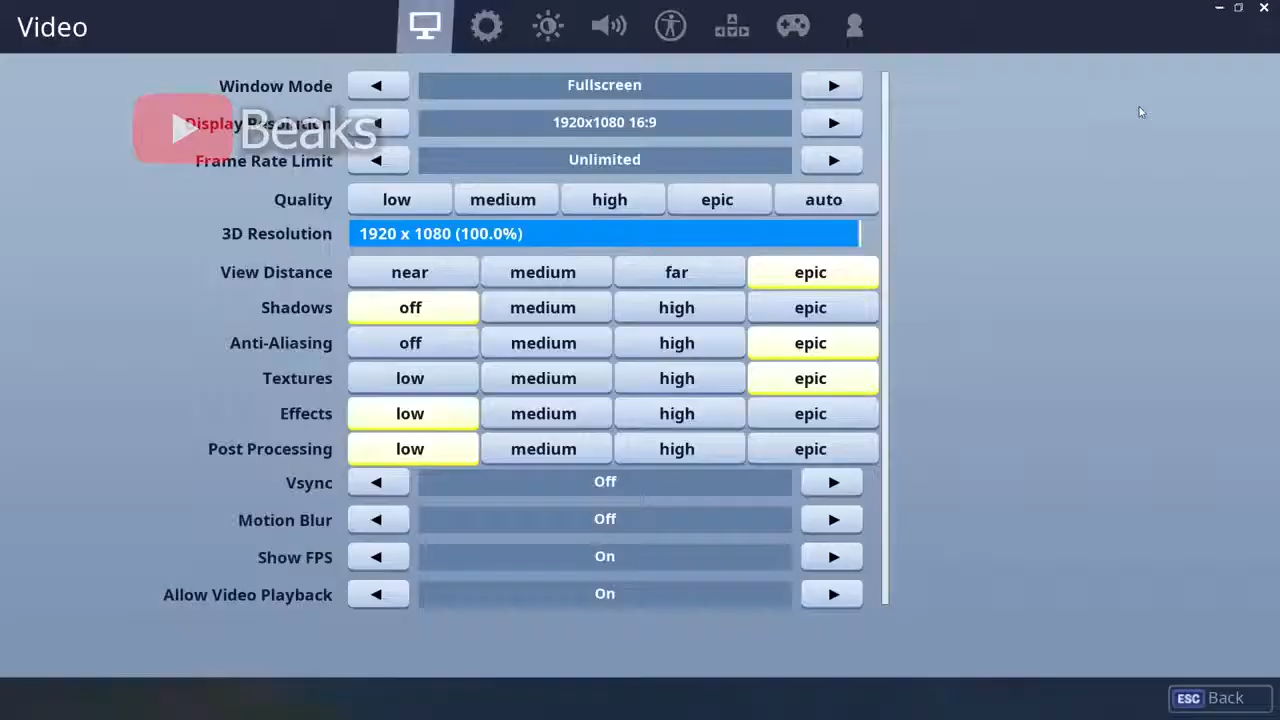 Video
Window Mode Fullscreen
Display Resolution 1920x1080 16:9
Beaks
Frame Rate Limit Unlimited
Quality low medium high epic auto
3D Resolution 1920 x 1080 (100.0%)
View Distance near medium far epic
Shadows off medium high epic
Anti-Aliasing off medium high epic
Textures low medium high epic
Effects low medium high epic
Post Processing low medium high epic
Vsync Off
Motion Blur Off
Show FPS On
Allow Video Playback On
ESC Back